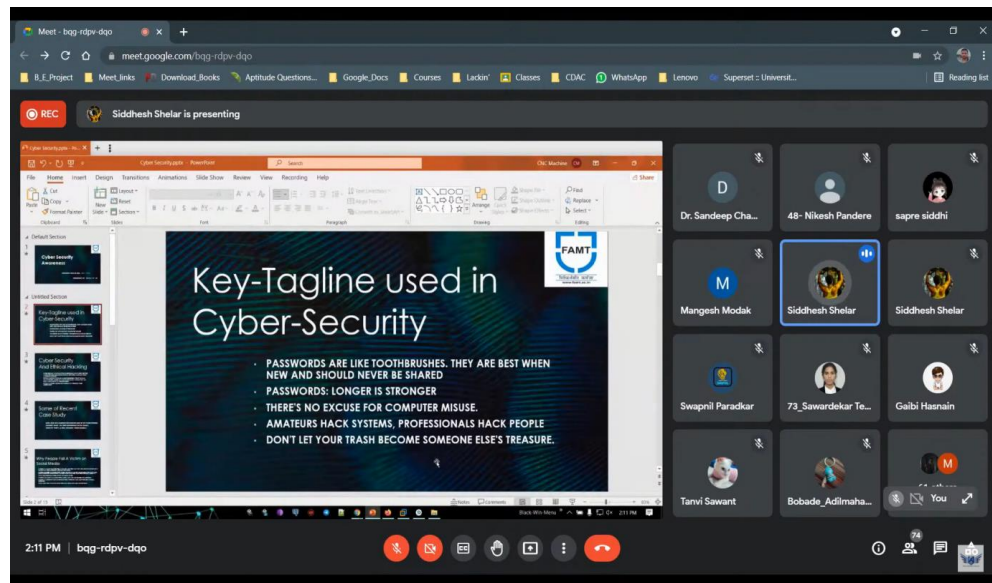 Meet - bqg-rdpv-dqo
meet.google.com/bqg-rdpv-dqo
B_E_Project Meet_links Download_Books Aptitude Questions... Google_Docs Courses Lackin' Classes CDAC WhatsApp Lenovo Superset :: Universit... Reading list
REC Siddhesh Shelar is presenting
Cyber Security.pptx - PowerPoint Search
File Home Insert Design Transitions Animations Slide Show Review View Recording Help Share
Paste Cut Copy Format Painter New Slide Layout Reset Section Arrange Find Replace Select
Clipboard Slides Font Paragraph Drawing Editing
Default Section
1
Cyber Security
Awareness
Untitled Section
2
Key-Tagline used in
Cyber-Security
3
Cyber Security
And Ethical Hacking
4
Some of Recent
Case Study
5
FAMT
Key-Tagline used in
Cyber-Security
PASSWORDS ARE LIKE TOOTHBRUSHES. THEY ARE BEST WHEN
NEW AND SHOULD NEVER BE SHARED
PASSWORDS: LONGER IS STRONGER
THERE'S NO EXCUSE FOR COMPUTER MISUSE.
AMATEURS HACK SYSTEMS, PROFESSIONALS HACK PEOPLE
DON'T LET YOUR TRASH BECOME SOMEONE ELSE'S TREASURE.
Notes Comments
2:11 PM
D
Dr. Sandeep Cha...
48- Nikesh Pandere
sapre siddhi
M
Mangesh Modak
Siddhesh Shelar
Siddhesh Shelar
Swapnil Paradkar
73_Sawardekar Te...
Gaibi Hasnain
Tanvi Sawant
Bobade_Adilmaha...
M
You
2:11 PM | bqg-rdpv-dqo
74